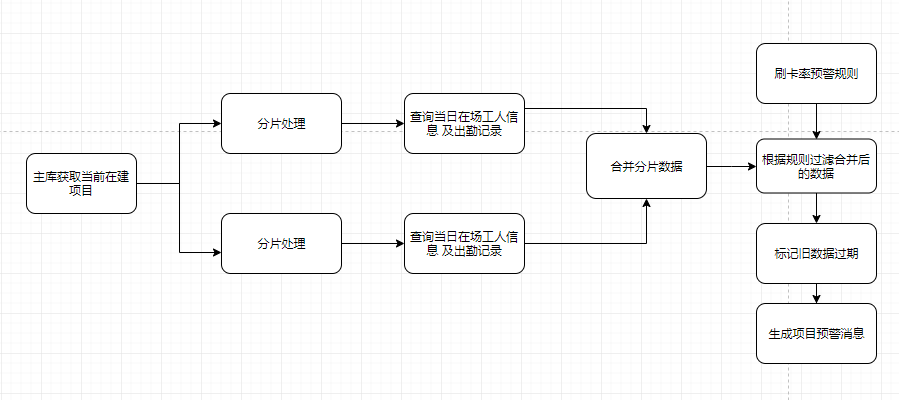 主库获取当前在建
项目
分片处理
查询当日在场工人信
息 及出勤记录
分片处理
查询当日在场工人信
息 及出勤记录
合并分片数据
刷卡率预警规则
根据规则过滤合并后
的数据
标记旧数据过期
生成项目预警消息